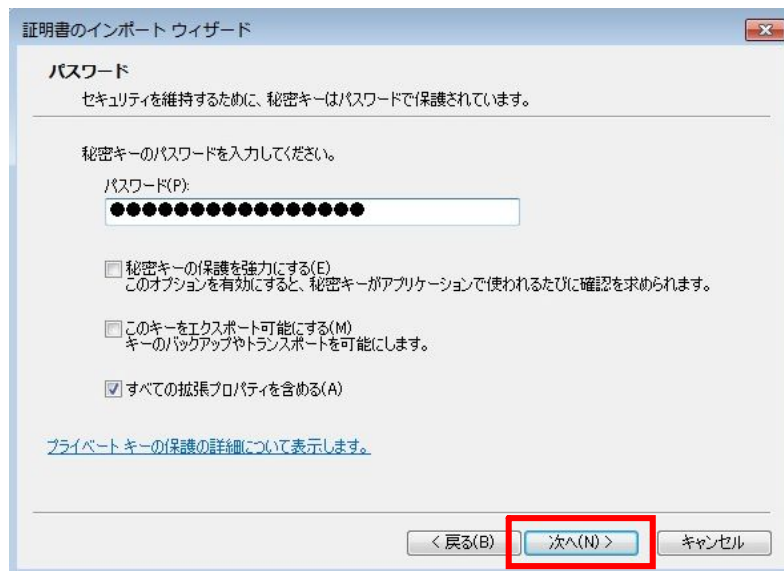 証明書のインポート ウィザード
パスワード
セキュリティを維持するために、秘密キーはパスワードで保護されています。
秘密キーのパスワードを入力してください。
パスワード(P):
●●●●●●●●●●●●●●●●
秘密キーの保護を強力にする(E)
このオプションを有効にすると、秘密キーがアプリケーションで使われるたびに確認を求められます。
このキーをエクスポート可能にする(M)
キーのバックアップやトランスポートを可能にします。
すべての拡張プロパティを含める(A)
プライベート キーの保護の詳細について表示します。
< 戻る(B) 次へ(N) > キャンセル